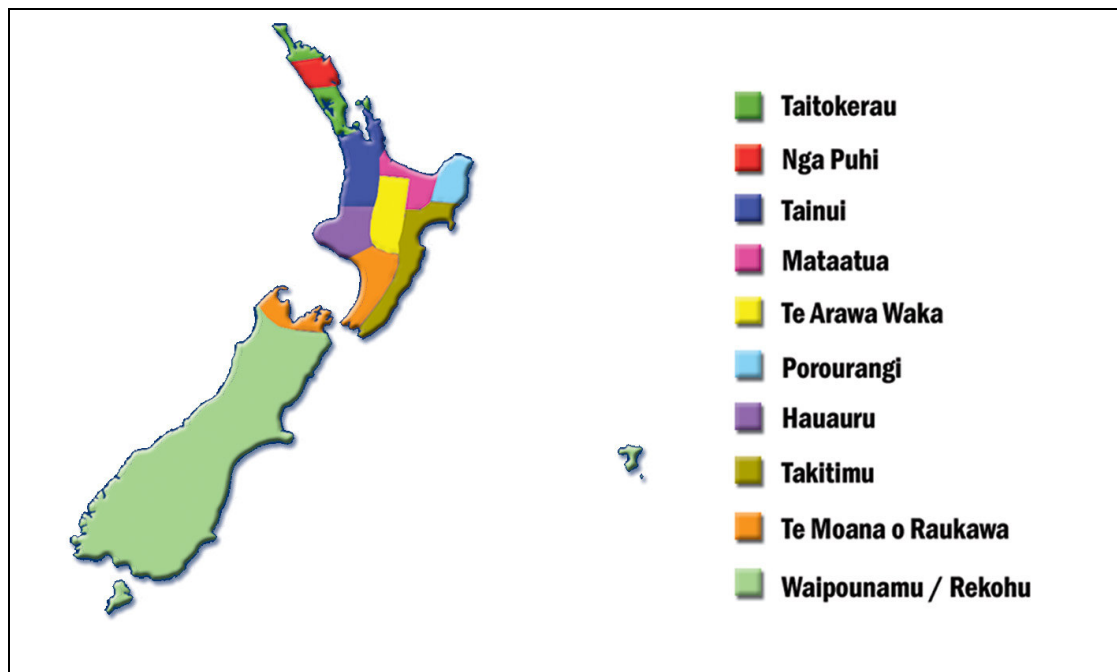 Taitokerau
Nga Puhi
Tainui
Mataatua
Te Arawa Waka
Porourangi
Hauauru
Takitimu
Te Moana o Raukawa
Waipounamu / Rekohu